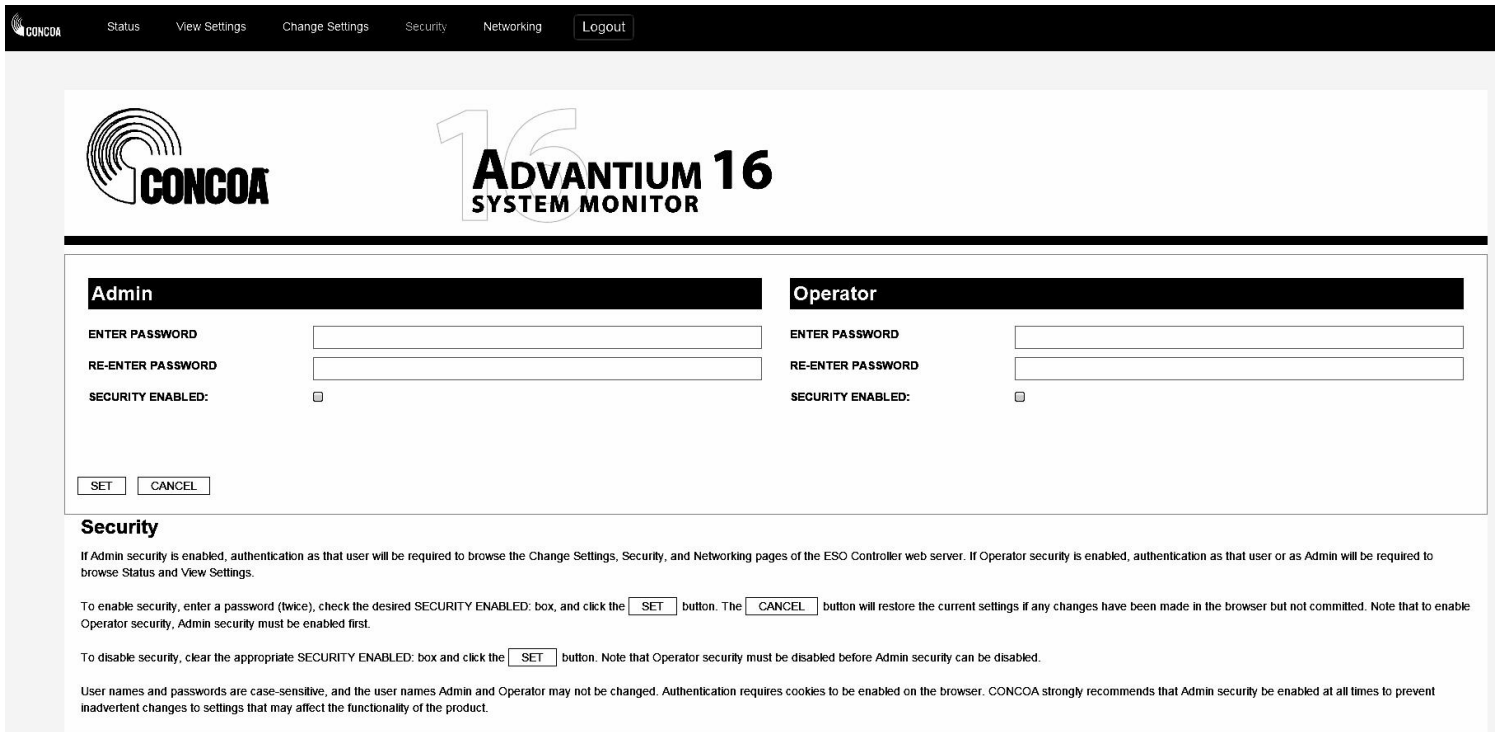 CONCOA Status View Settings Change Settings Security Networking Logout
CONCOA
16
ADVANTIUM 16
SYSTEM MONITOR
Admin
ENTER PASSWORD
RE-ENTER PASSWORD
SECURITY ENABLED:
Operator
ENTER PASSWORD
RE-ENTER PASSWORD
SECURITY ENABLED:
SET CANCEL
Security
If Admin security is enabled, authentication as that user will be required to browse the Change Settings, Security, and Networking pages of the ESO Controller web server. If Operator security is enabled, authentication as that user or as Admin will be required to
browse Status and View Settings.
To enable security, enter a password (twice), check the desired SECURITY ENABLED: box, and click the SET button. The CANCEL button will restore the current settings if any changes have been made in the browser but not committed. Note that to enable
Operator security, Admin security must be enabled first.
To disable security, clear the appropriate SECURITY ENABLED: box and click the SET button. Note that Operator security must be disabled before Admin security can be disabled.
User names and passwords are case-sensitive, and the user names Admin and Operator may not be changed. Authentication requires cookies to be enabled on the browser. CONCOA strongly recommends that Admin security be enabled at all times to prevent
inadvertent changes to settings that may affect the functionality of the product.